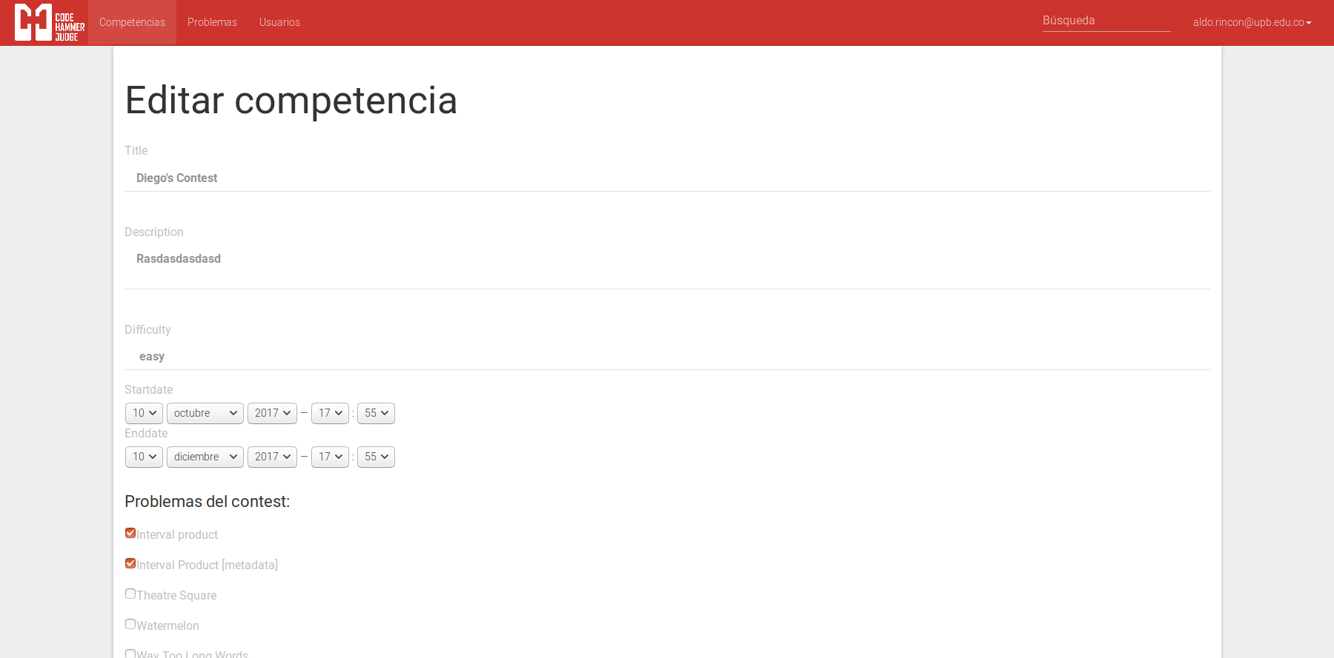 CODE
HAMMER
JUDGE
Competencias Problemas Usuarios Búsqueda aldo.rincon@upb.edu.co
Editar competencia
Title
Diego's Contest
Description
Rasdasdasdasd
Difficulty
easy
Startdate
10 octubre 2017 — 17 : 55
Enddate
10 diciembre 2017 — 17 : 55
Problemas del contest:
Interval product
Interval Product [metadata]
Theatre Square
Watermelon
Way Too Long Words